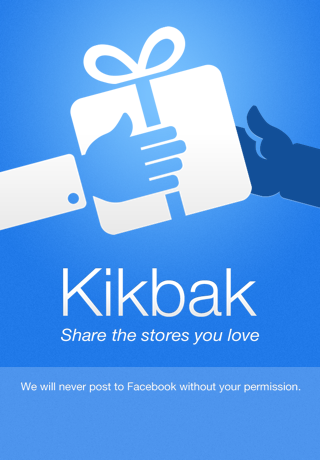 Kikbak
Share the stores you love
We will never post to Facebook without your permission.